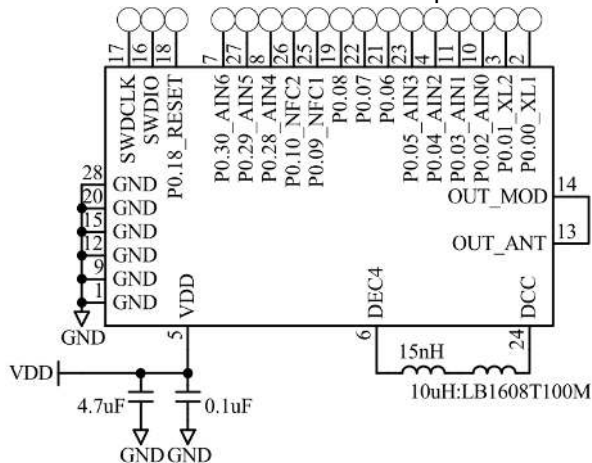 17 16 18 7 27 8 26 25 19 22 21 23 4 11 10 3 2
SWDCLK
SWDIO
P0.18_RESET
P0.30_AIN6
P0.29_AIN5
P0.28_AIN4
P0.10_NFC2
P0.09_NFC1
P0.08
P0.07
P0.06
P0.05_AIN3
P0.04_AIN2
P0.03_AIN1
P0.02_AIN0
P0.01_XL2
P0.00_XL1
28 GND
20 GND
15 GND
12 GND
9 GND
1 GND
GND
OUT_MOD 14
OUT_ANT 13
VDD
5
DEC4
6
DCC
24
15nH
10uH:LB1608T100M
VDD
4.7uF
0.1uF
GND GND